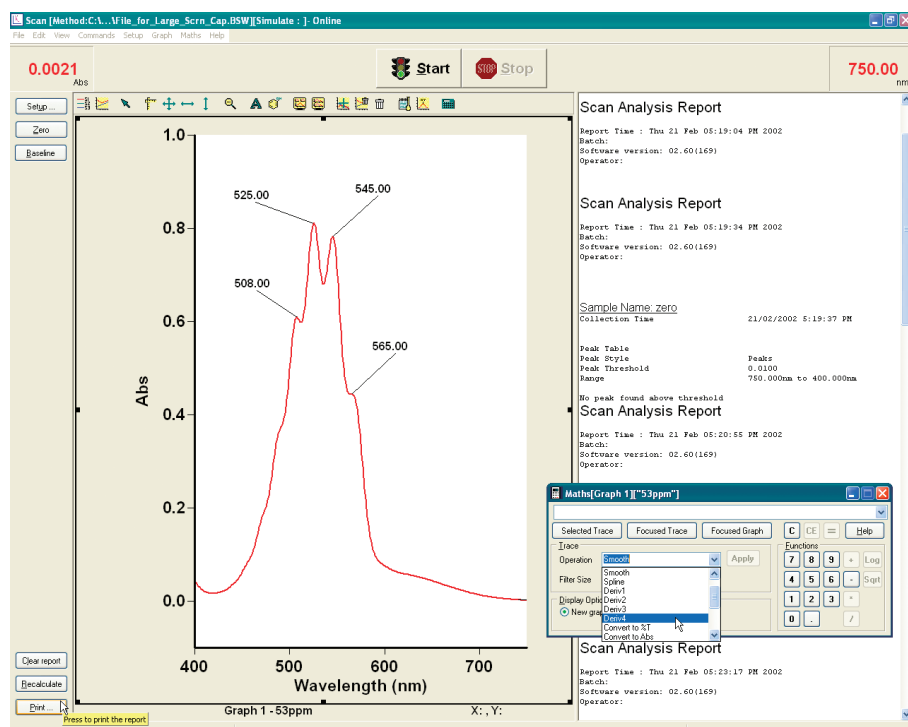 Scan [Method:C:\...\File_for_Large_Scrn_Cap.BSW][Simulate : ]- Online
File Edit View Commands Setup Graph Maths Help
0.0021
Abs
Start
STOP Stop
750.00
nm
Setup ...
Zero
Baseline
1.0
0.8
0.6
0.4
0.2
0.0
Abs
525.00
545.00
508.00
565.00
400 500 600 700
Wavelength (nm)
Graph 1 - 53ppm
X: , Y:
Clear report
Recalculate
Print ...
Press to print the report
Scan Analysis Report
Report Time : Thu 21 Feb 05:19:04 PM 2002
Batch:
Software version: 02.60(169)
Operator:
Scan Analysis Report
Report Time : Thu 21 Feb 05:19:34 PM 2002
Batch:
Software version: 02.60(169)
Operator:
Sample Name: zero
Collection Time 21/02/2002 5:19:37 PM
Peak Table
Peak Style Peaks
Peak Threshold 0.0100
Range 750.000nm to 400.000nm
No peak found above threshold
Scan Analysis Report
Report Time : Thu 21 Feb 05:20:55 PM 2002
Batch:
Software version: 02.60(169)
Operator:
Maths[Graph 1]["53ppm"]
Selected Trace Focused Trace Focused Graph C CE = Help
Trace
Operation Smooth Apply
Filter Size
Smooth
Spline
Deriv1
Deriv2
Deriv3
Deriv4
Convert to %T
Convert to Abs
Display Optio
New grap
Functions
7 8 9 + Log
4 5 6 - Sqrt
1 2 3 *
0 . /
Scan Analysis Report
Report Time : Thu 21 Feb 05:23:17 PM 2002
Batch: